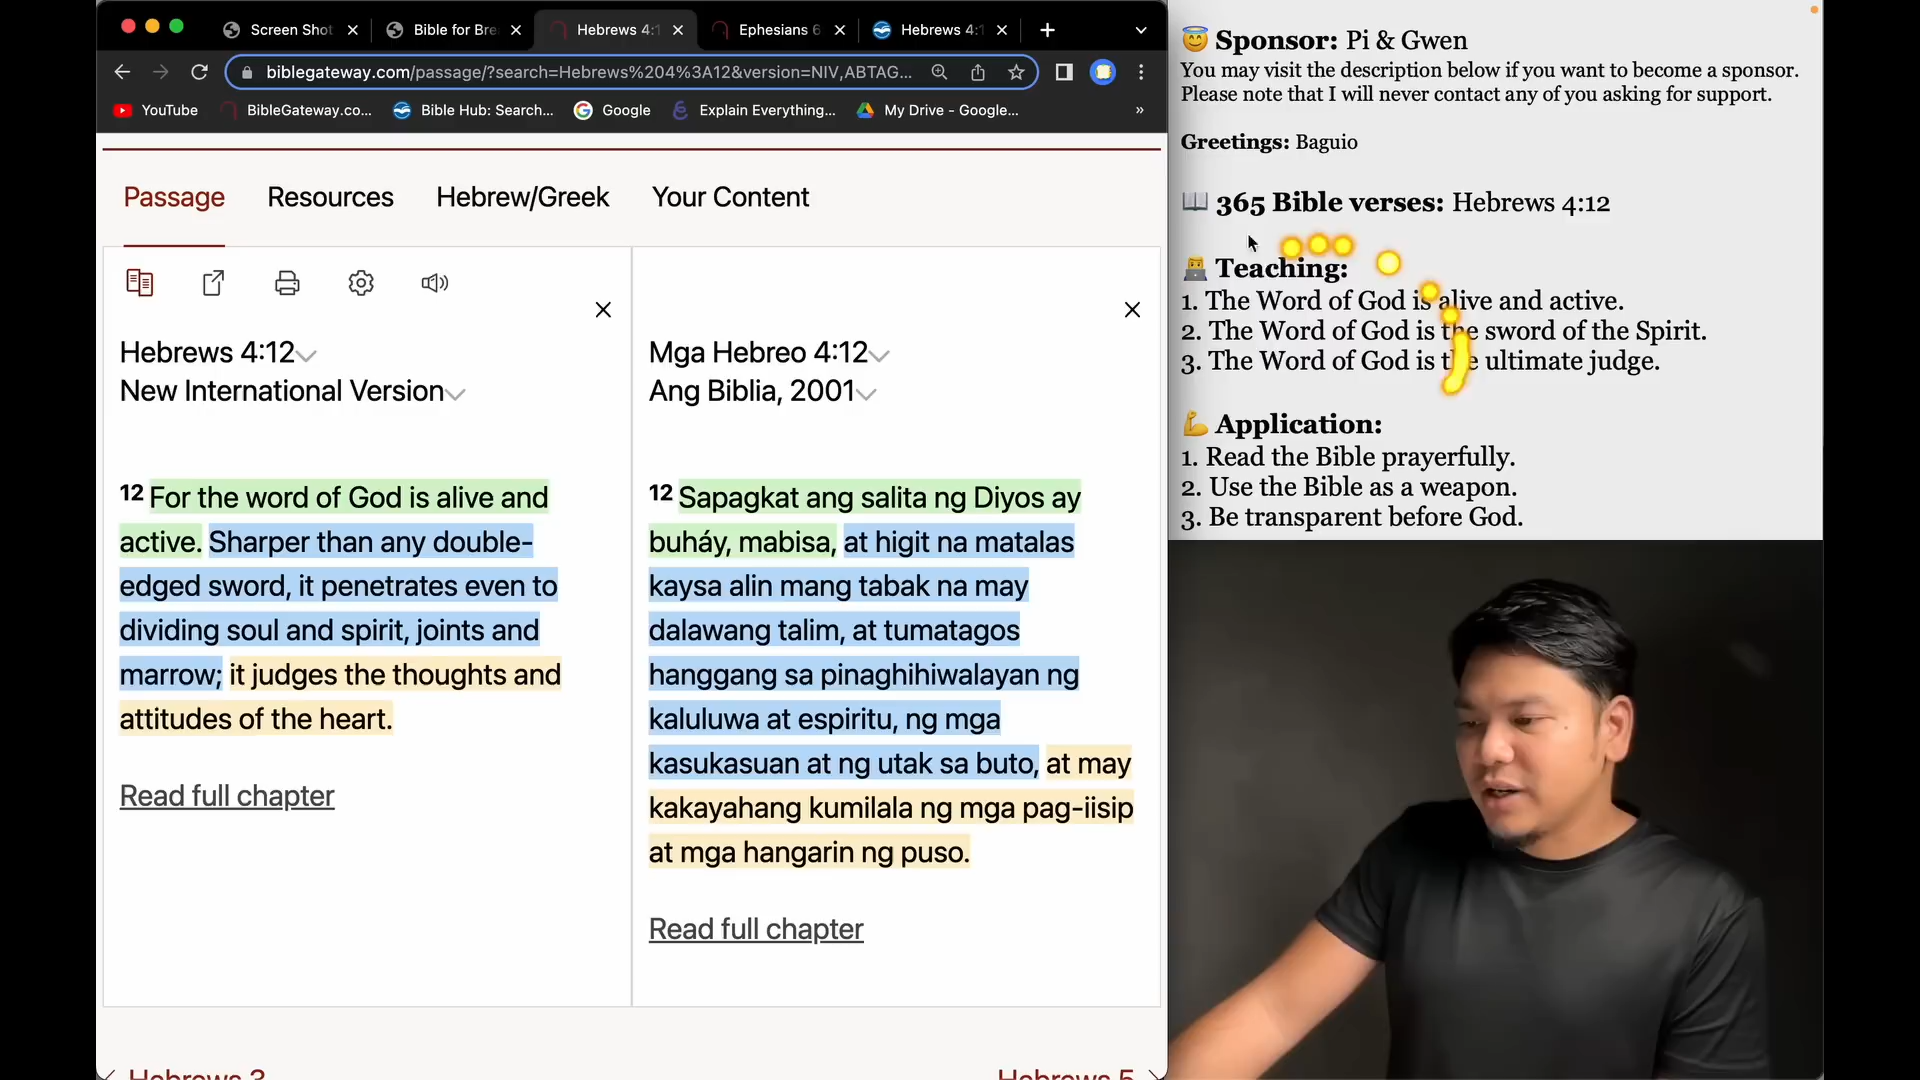 Screen Shot
Bible for Bre
Hebrews 4:1
Ephesians 6
Hebrews 4:1
biblegateway.com/passage/?search=Hebrews%204%3A12&version=NIV,ABTAG...
YouTube
BibleGateway.co...
Bible Hub: Search...
Google
Explain Everything...
My Drive - Google...
»
Passage
Resources
Hebrew/Greek
Your Content
Hebrews 4:12
New International Version
12 For the word of God is alive and
active. Sharper than any double-
edged sword, it penetrates even to
dividing soul and spirit, joints and
marrow; it judges the thoughts and
attitudes of the heart.
Read full chapter
Mga Hebreo 4:12
Ang Biblia, 2001
12 Sapagkat ang salita ng Diyos ay
buháy, mabisa, at higit na matalas
kaysa alin mang tabak na may
dalawang talim, at tumatagos
hanggang sa pinaghihiwalayan ng
kaluluwa at espiritu, ng mga
kasukasuan at ng utak sa buto, at may
kakayahang kumilala ng mga pag-iisip
at mga hangarin ng puso.
Read full chapter
Hebrews 3
Hebrews 5
😇 Sponsor: Pi & Gwen
You may visit the description below if you want to become a sponsor.
Please note that I will never contact any of you asking for support.
Greetings: Baguio
📖 365 Bible verses: Hebrews 4:12
👨‍💻 Teaching:
1. The Word of God is alive and active.
2. The Word of God is the sword of the Spirit.
3. The Word of God is the ultimate judge.
💪 Application:
1. Read the Bible prayerfully.
2. Use the Bible as a weapon.
3. Be transparent before God.